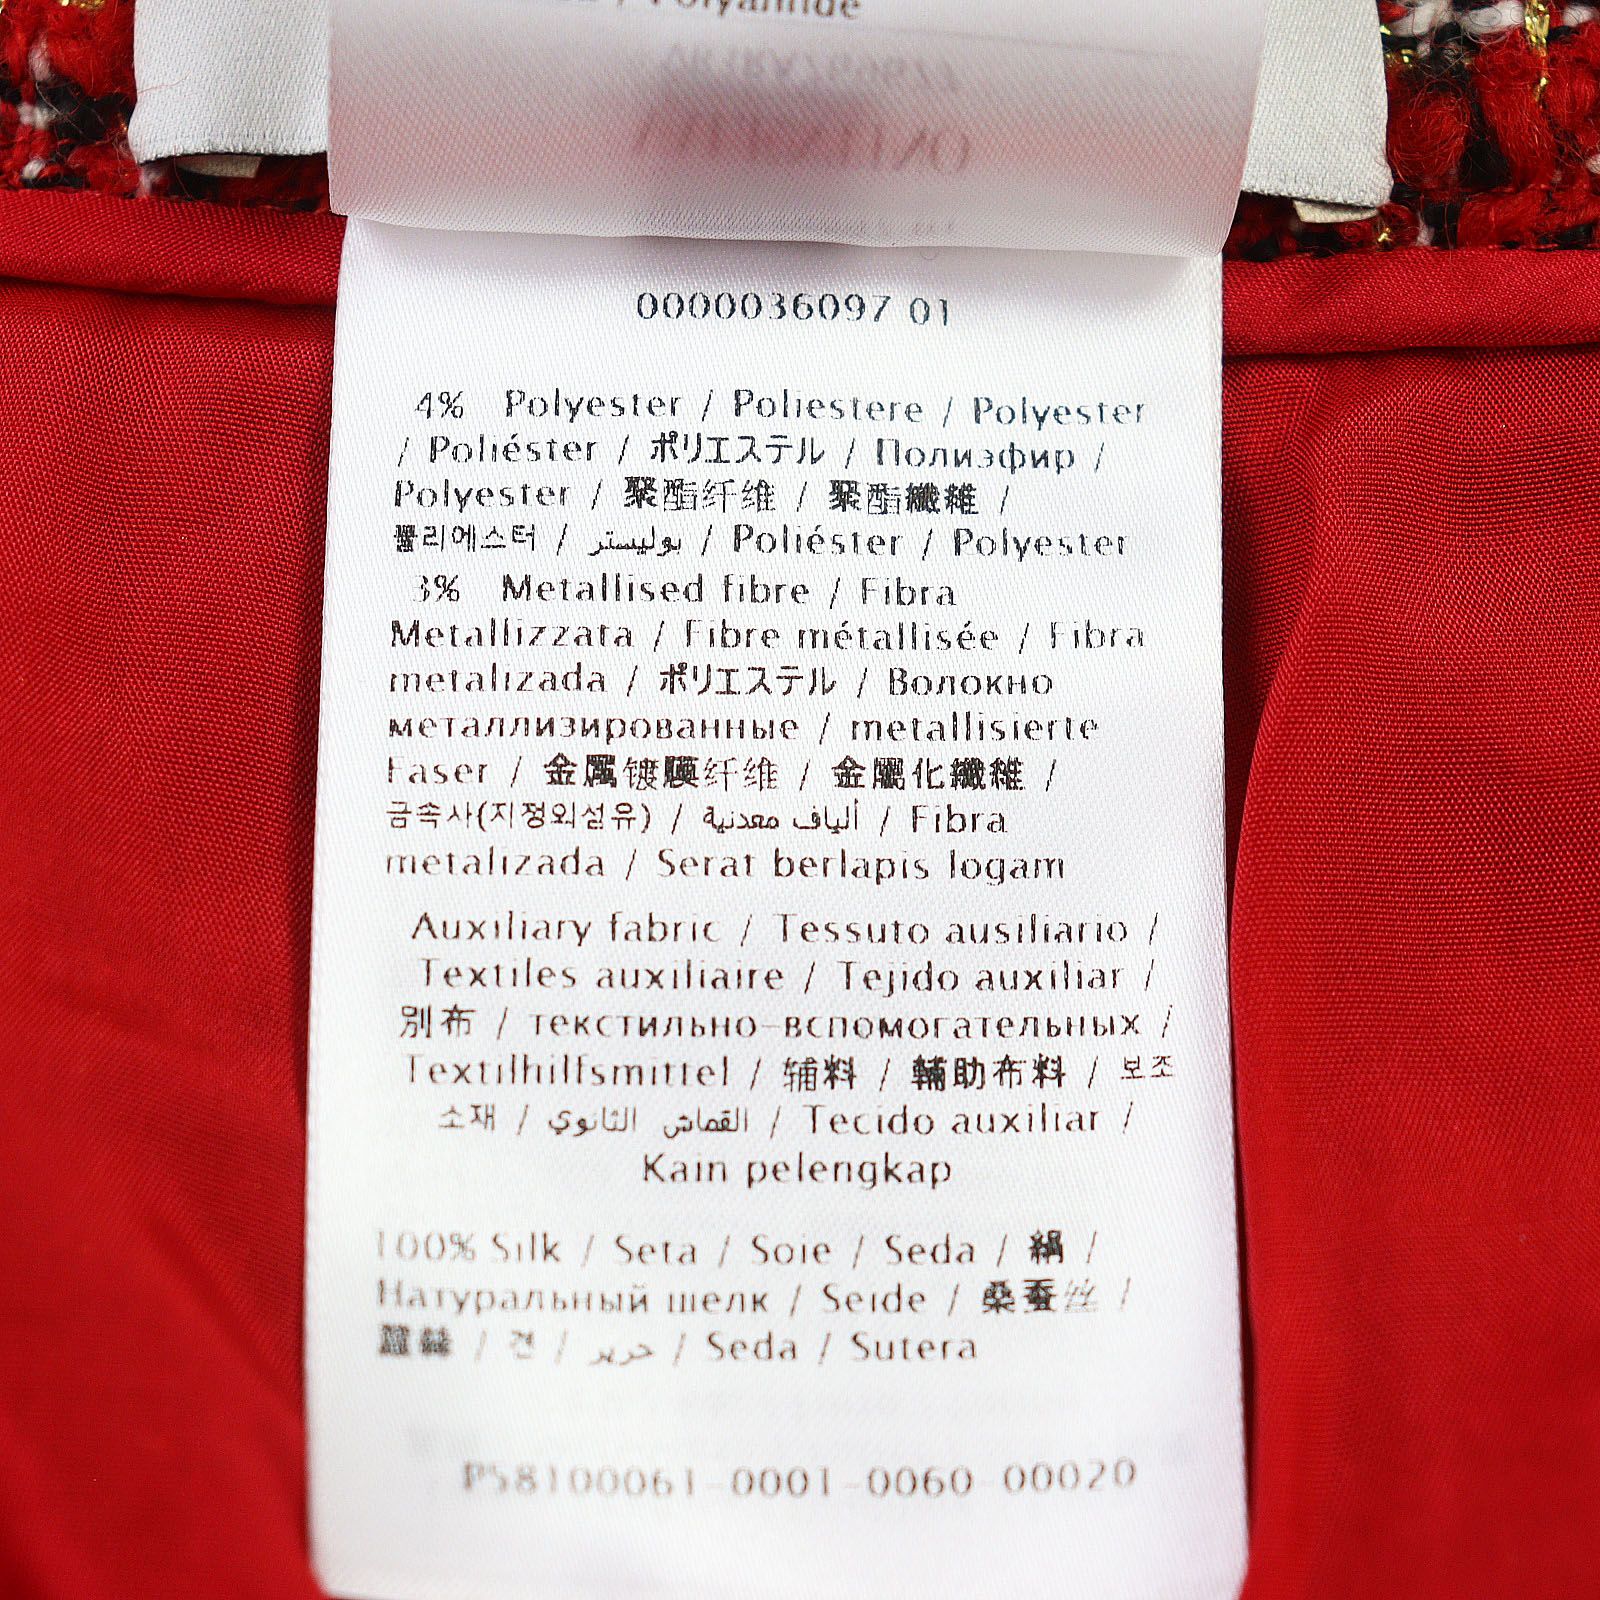 / Polyamide
0000036097 01
4% Polyester / Poliestere / Polyester
/ Poliéster / ポリエステル / Полиэфир /
Polyester / 聚酯纤维 / 聚酯纖維 /
폴리에스터 / بوليستر / Poliéster / Polyester
3% Metallised fibre / Fibra
Metallizzata / Fibre métallisée / Fibra
metalizada / ポリエステル / Волокно
металлизированные / metallisierte
Faser / 金属镀膜纤维 / 金屬化纖維 /
금속사(지정외섬유) / ألياف معدنية / Fibra
metalizada / Serat berlapis logam
Auxiliary fabric / Tessuto ausiliario /
Textiles auxiliaire / Tejido auxiliar /
別布 / текстильно-вспомогательных /
Textilhilfsmittel / 辅料 / 輔助布料 / 보조
소재 / القماش الثانوي / Tecido auxiliar /
Kain pelengkap
100% Silk / Seta / Soie / Seda / 絹 /
Натуральный шелк / Seide / 桑蚕丝 /
蠶絲 / 견 / حرير / Seda / Sutera
P58100061-0001-0060-00020